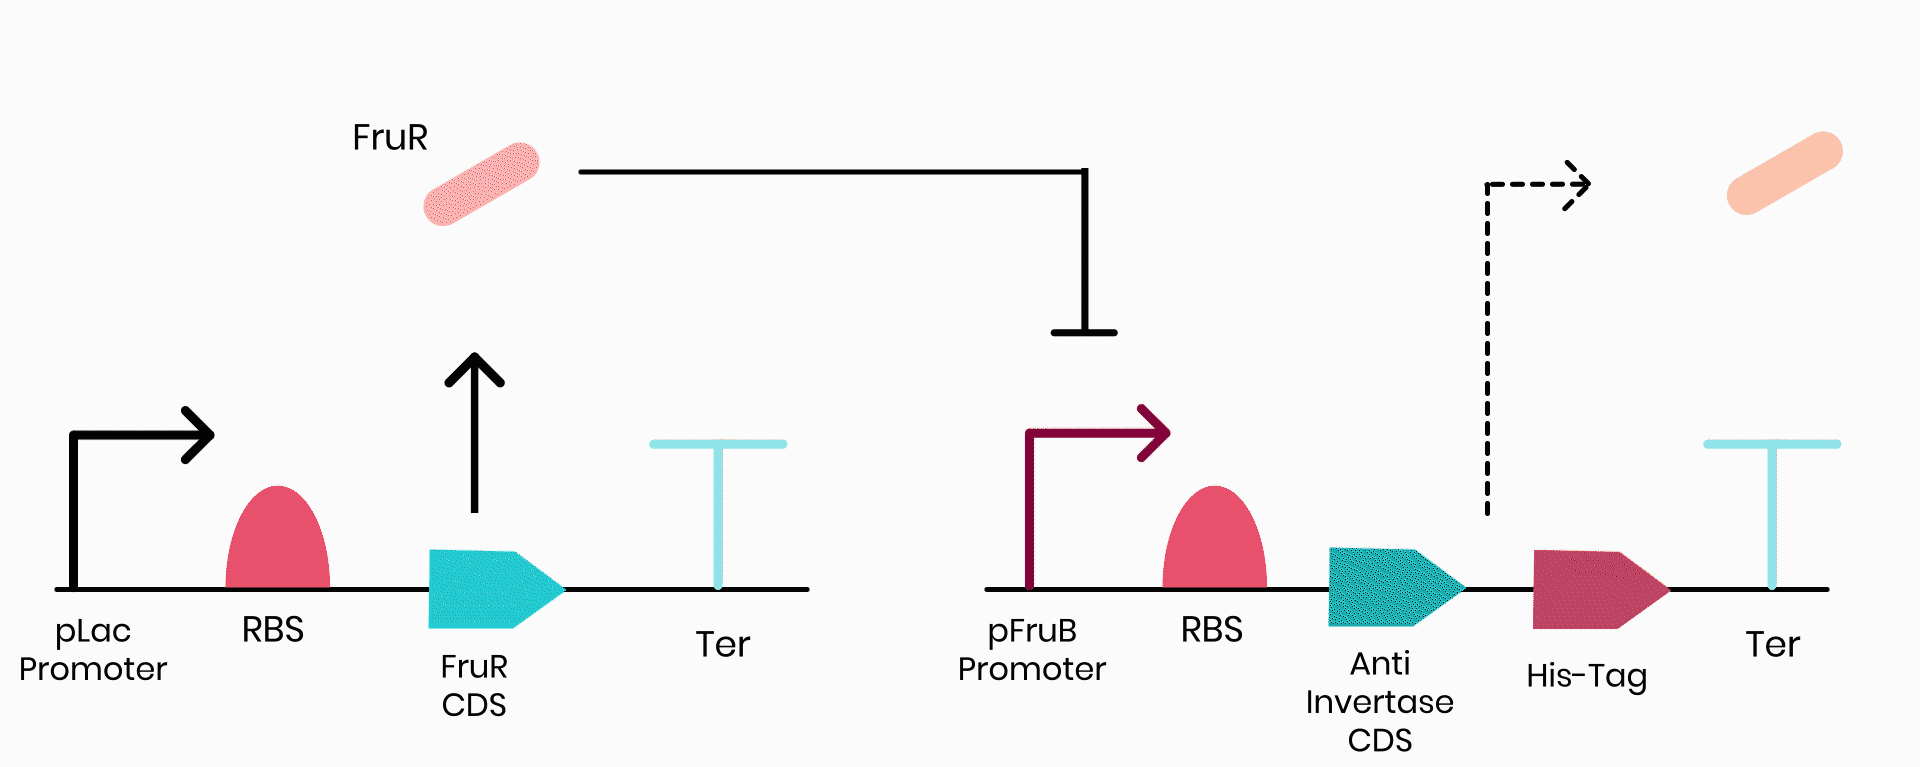 FruR
pLac
Promoter
RBS
FruR
CDS
Ter
pFruB
Promoter
RBS
Anti
Invertase
CDS
His-Tag
Ter